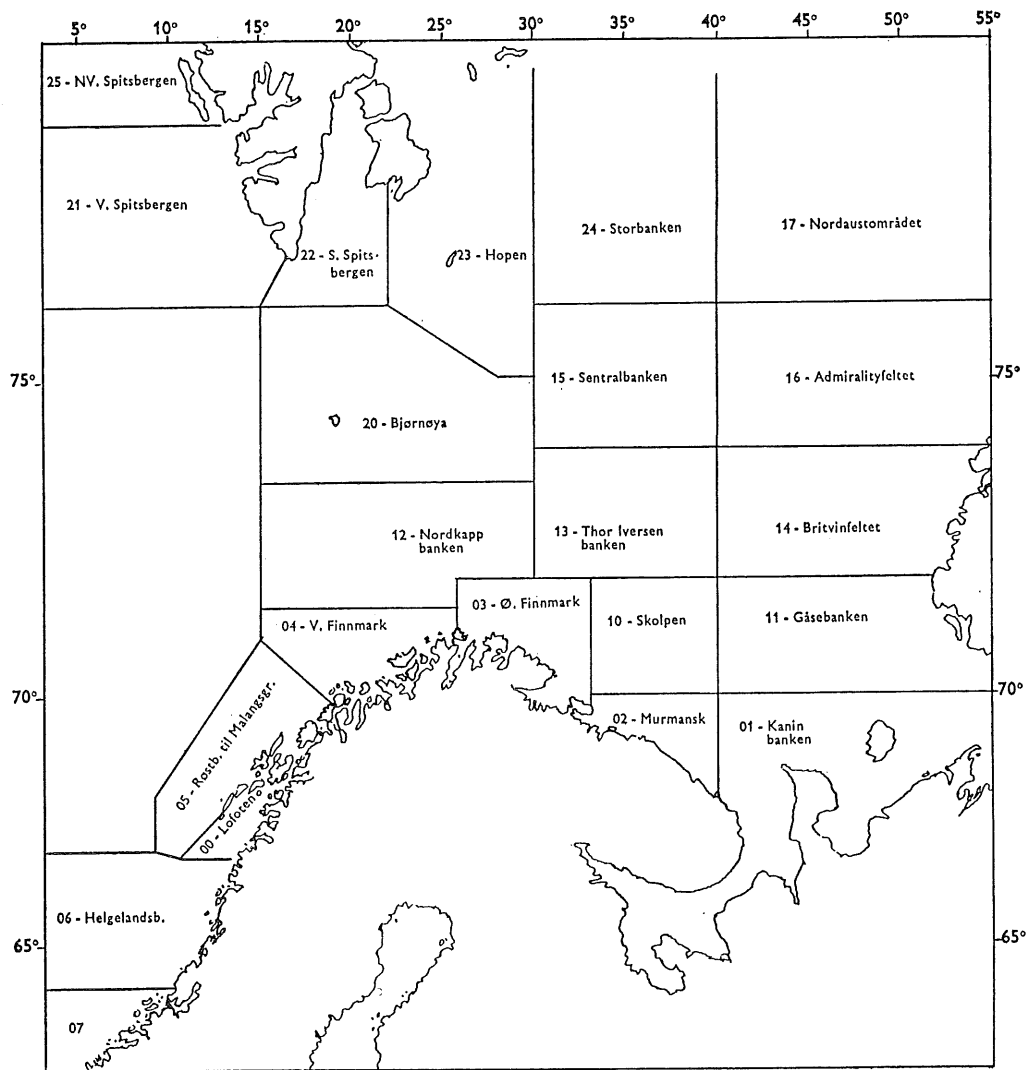 5° 10° 15° 20° 25° 30° 35° 40° 45° 50° 55°
25 - NV. Spitsbergen
21 - V. Spitsbergen
22 - S. Spits-
bergen
23 - Hopen
24 - Storbanken
17 - Nordaustområdet
75°
15 - Sentralbanken
16 - Admiralityfeltet
75°
20 - Bjørnøya
12 - Nordkapp
banken
13 - Thor Iversen
banken
14 - Britvinfeltet
03 - Ø. Finnmark
04 - V. Finnmark
10 - Skolpen
11 - Gåsebanken
70°
70°
05 - Røstb. til Malangsgr.
02 - Murmansk
01 - Kanin
banken
00 - Lofoten
06 - Helgelandsb.
65°
65°
07